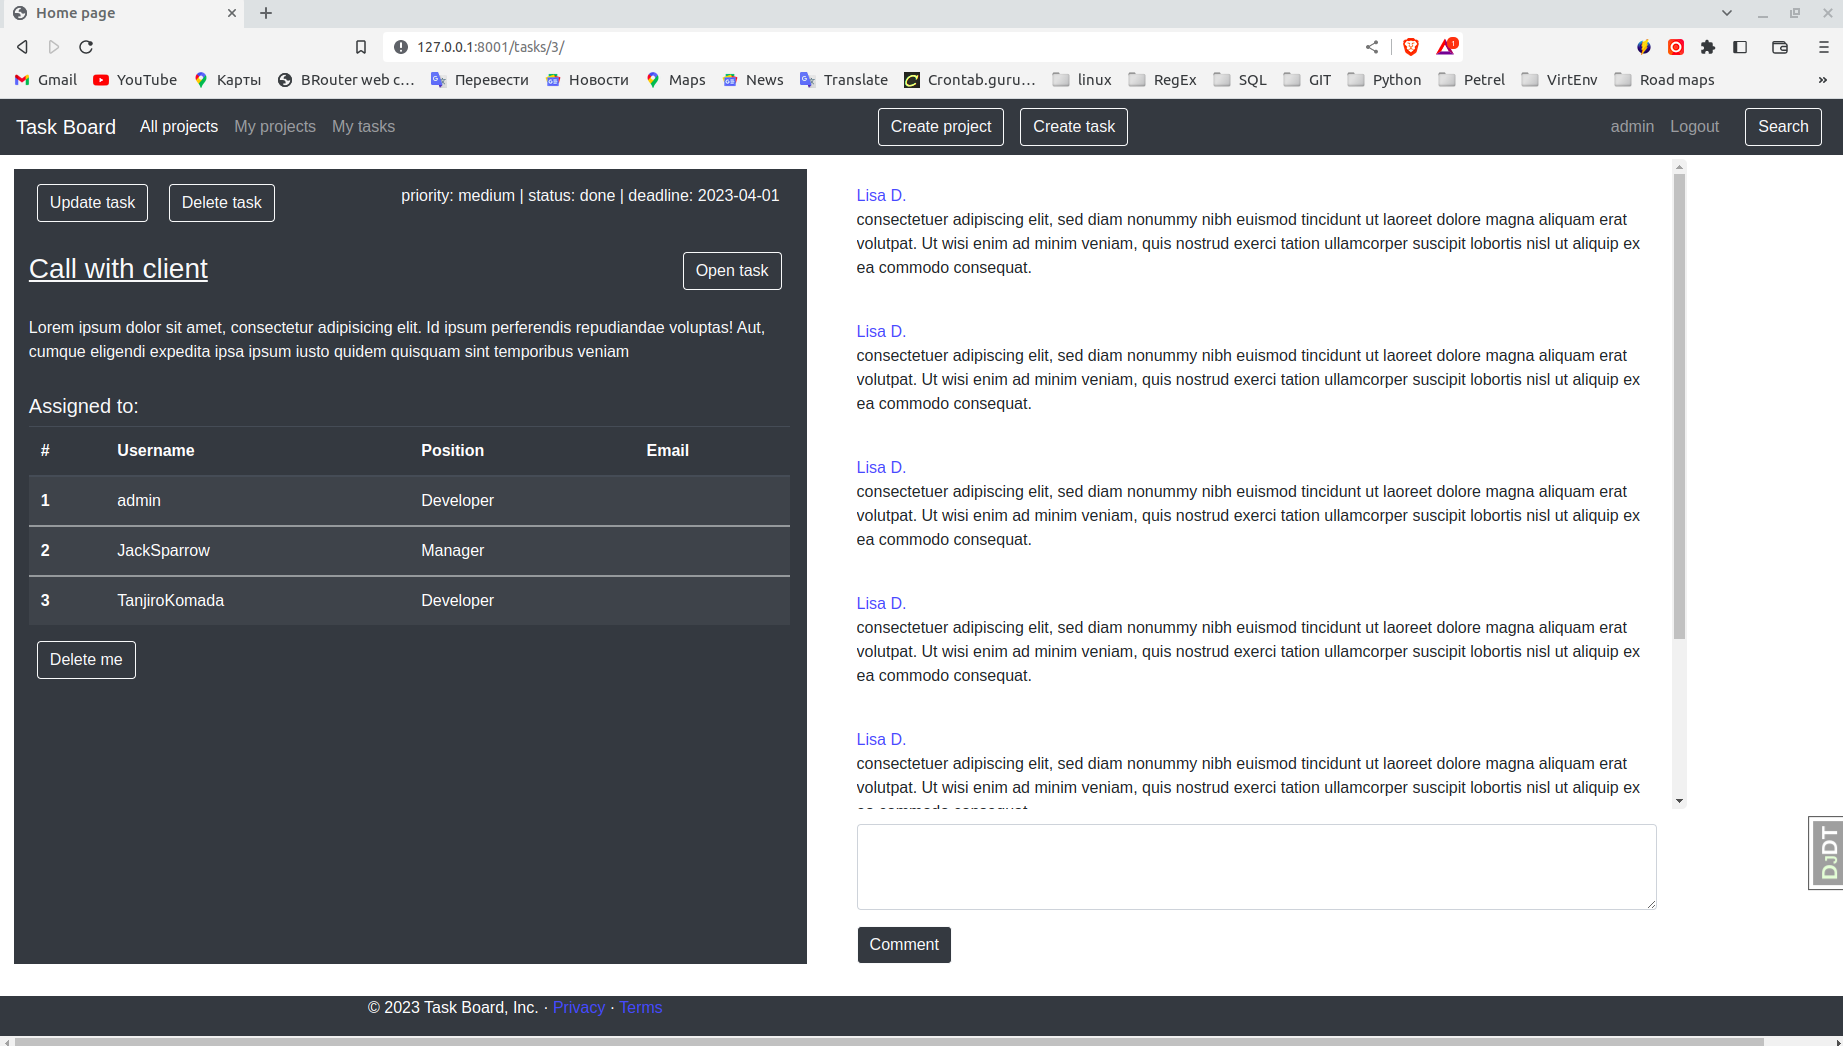 Home page
127.0.0.1:8001/tasks/3/
1
Gmail YouTube Карты BRouter web c... Перевести Новости Maps News Translate Crontab.guru... linux RegEx SQL GIT Python Petrel VirtEnv Road maps »
Task Board All projects My projects My tasks Create project Create task admin Logout Search
Update task Delete task priority: medium | status: done | deadline: 2023-04-01
Call with client Open task
Lorem ipsum dolor sit amet, consectetur adipisicing elit. Id ipsum perferendis repudiandae voluptas! Aut,
cumque eligendi expedita ipsa ipsum iusto quidem quisquam sint temporibus veniam
Assigned to:
# Username Position Email
1 admin Developer
2 JackSparrow Manager
3 TanjiroKomada Developer
Delete me
Lisa D.
consectetuer adipiscing elit, sed diam nonummy nibh euismod tincidunt ut laoreet dolore magna aliquam erat
volutpat. Ut wisi enim ad minim veniam, quis nostrud exerci tation ullamcorper suscipit lobortis nisl ut aliquip ex
ea commodo consequat.
Lisa D.
consectetuer adipiscing elit, sed diam nonummy nibh euismod tincidunt ut laoreet dolore magna aliquam erat
volutpat. Ut wisi enim ad minim veniam, quis nostrud exerci tation ullamcorper suscipit lobortis nisl ut aliquip ex
ea commodo consequat.
Lisa D.
consectetuer adipiscing elit, sed diam nonummy nibh euismod tincidunt ut laoreet dolore magna aliquam erat
volutpat. Ut wisi enim ad minim veniam, quis nostrud exerci tation ullamcorper suscipit lobortis nisl ut aliquip ex
ea commodo consequat.
Lisa D.
consectetuer adipiscing elit, sed diam nonummy nibh euismod tincidunt ut laoreet dolore magna aliquam erat
volutpat. Ut wisi enim ad minim veniam, quis nostrud exerci tation ullamcorper suscipit lobortis nisl ut aliquip ex
ea commodo consequat.
Lisa D.
consectetuer adipiscing elit, sed diam nonummy nibh euismod tincidunt ut laoreet dolore magna aliquam erat
volutpat. Ut wisi enim ad minim veniam, quis nostrud exerci tation ullamcorper suscipit lobortis nisl ut aliquip ex
ea commodo consequat.
DJDT
Comment
© 2023 Task Board, Inc. · Privacy · Terms